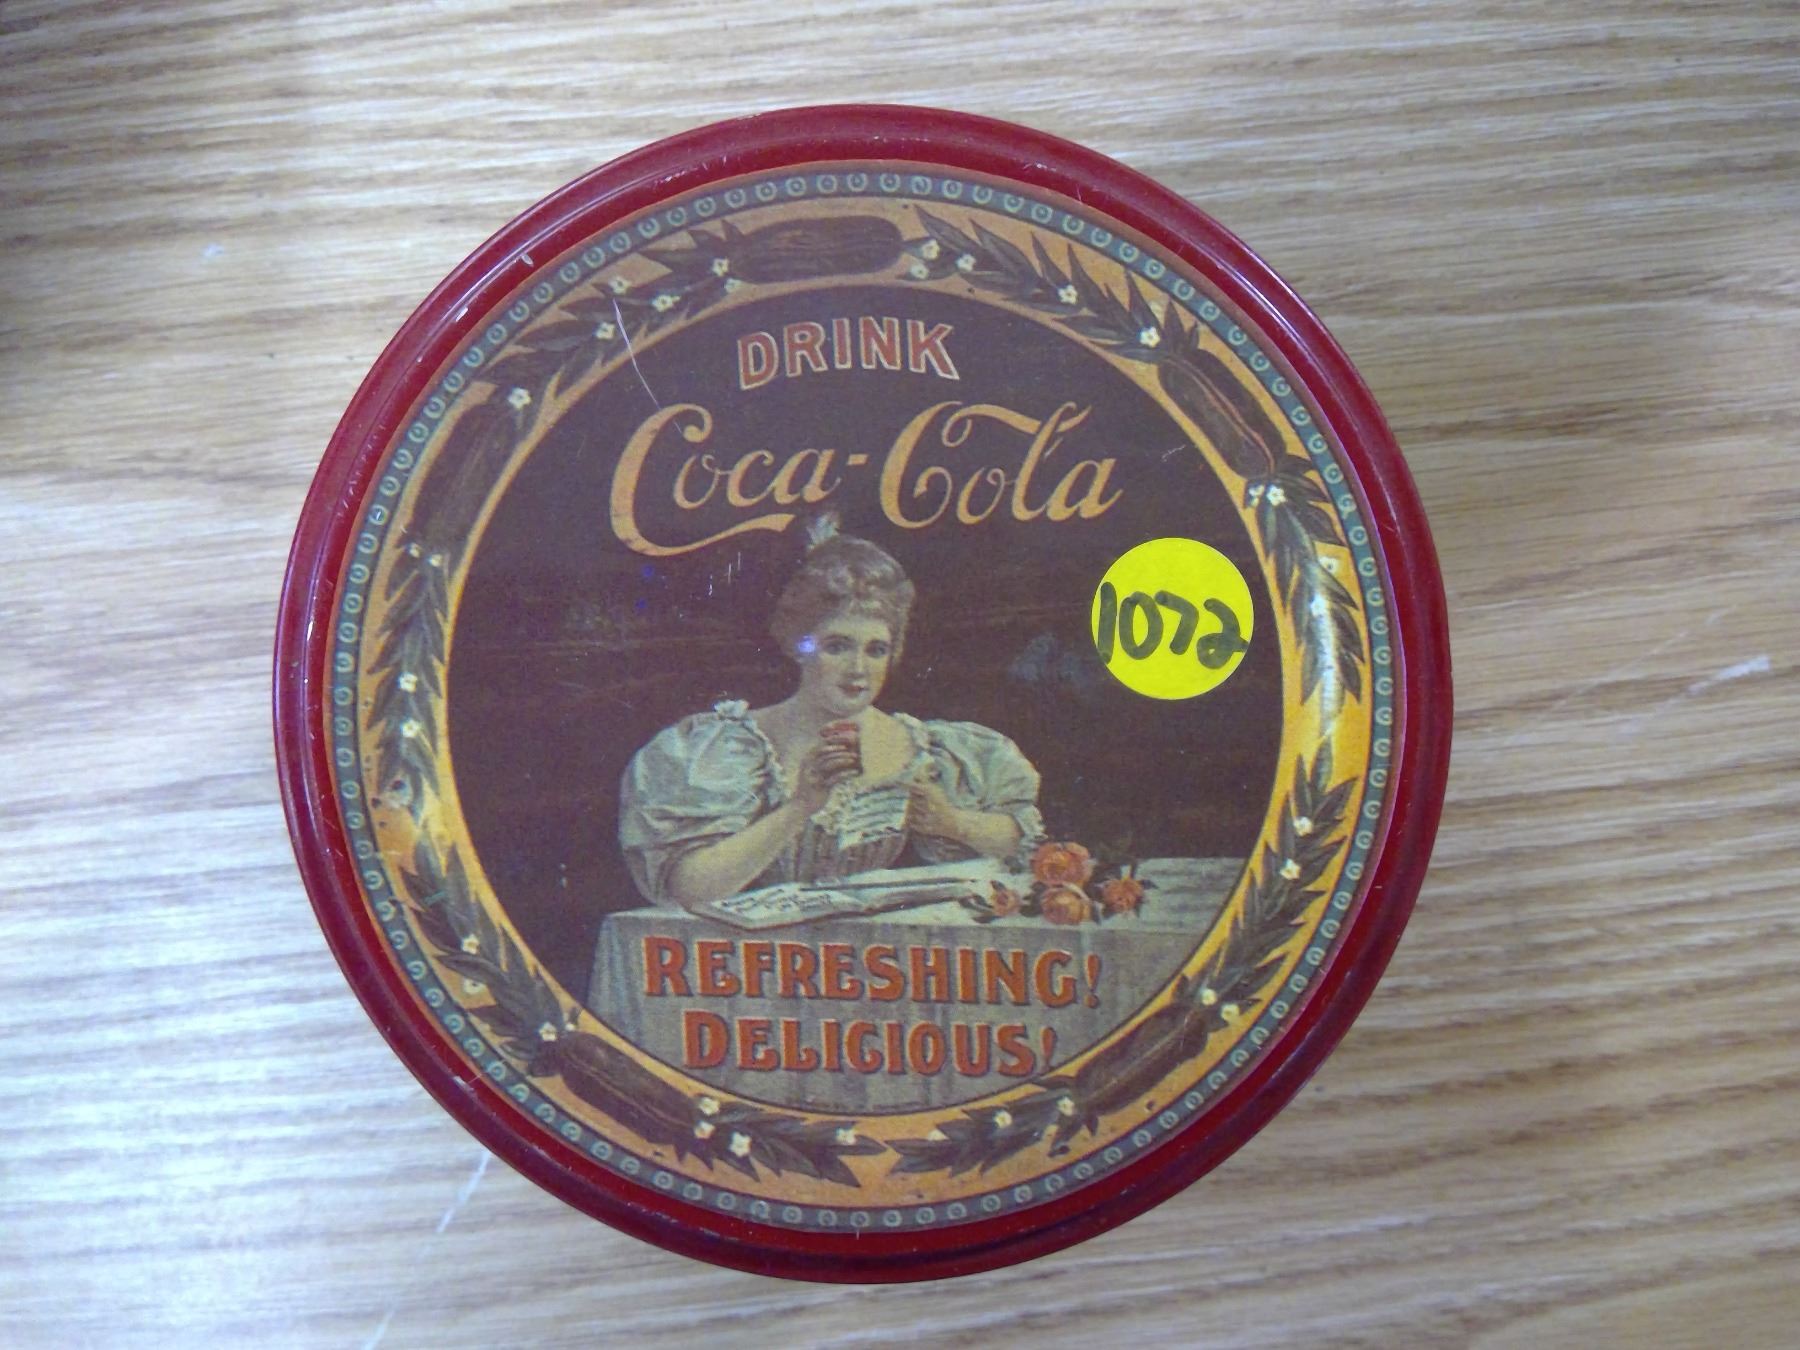 DRINK
Coca-Cola
1072
REFRESHING!
DELICIOUS!